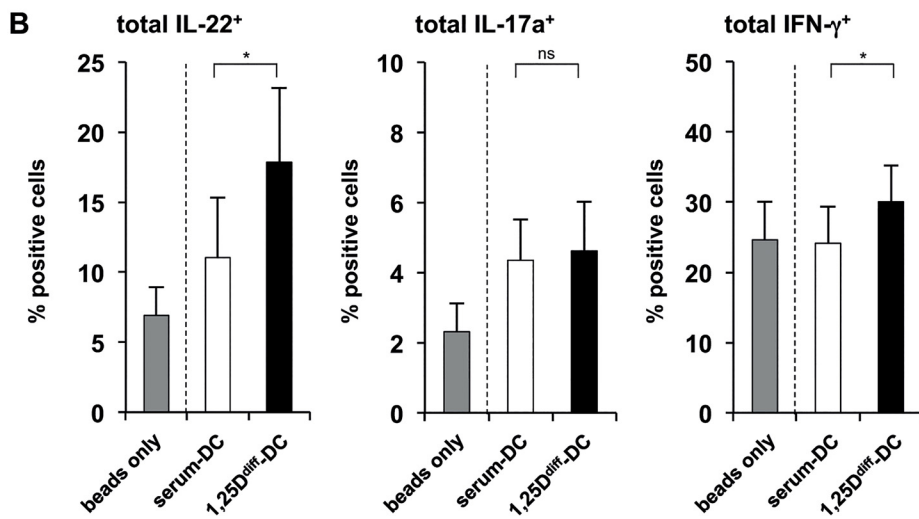 B
total IL-22⁺
% positive cells
25
20
15
10
5
0
*
beads only
serum-DC
1,25Dᵈⁱᶠᶠ-DC
total IL-17a⁺
% positive cells
10
8
6
4
2
0
ns
beads only
serum-DC
1,25Dᵈⁱᶠᶠ-DC
total IFN-γ⁺
% positive cells
50
40
30
20
10
0
*
beads only
serum-DC
1,25Dᵈⁱᶠᶠ-DC